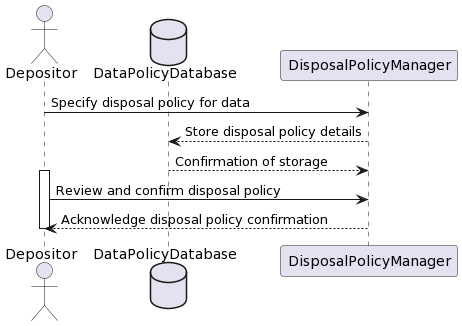 Depositor
DataPolicyDatabase
DisposalPolicyManager
Specify disposal policy for data
Store disposal policy details
Confirmation of storage
Review and confirm disposal policy
Acknowledge disposal policy confirmation
Depositor
DataPolicyDatabase
DisposalPolicyManager